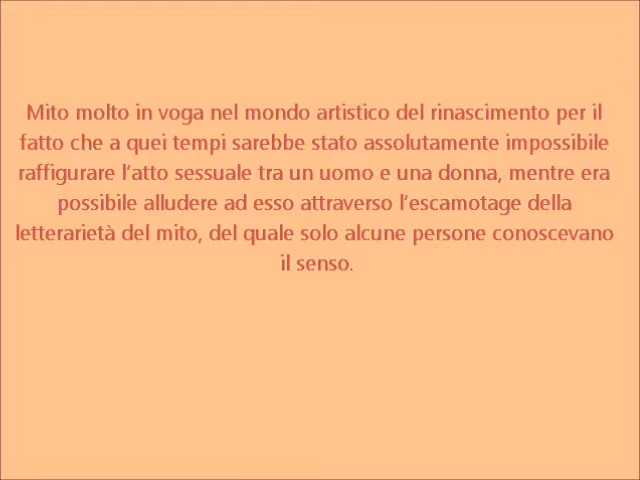 Mito molto in voga nel mondo artistico del rinascimento per il
fatto che a quei tempi sarebbe stato assolutamente impossibile
raffigurare l'atto sessuale tra un uomo e una donna, mentre era
possibile alludere ad esso attraverso l'escamotage della
letterarietà del mito, del quale solo alcune persone conoscevano
il senso.